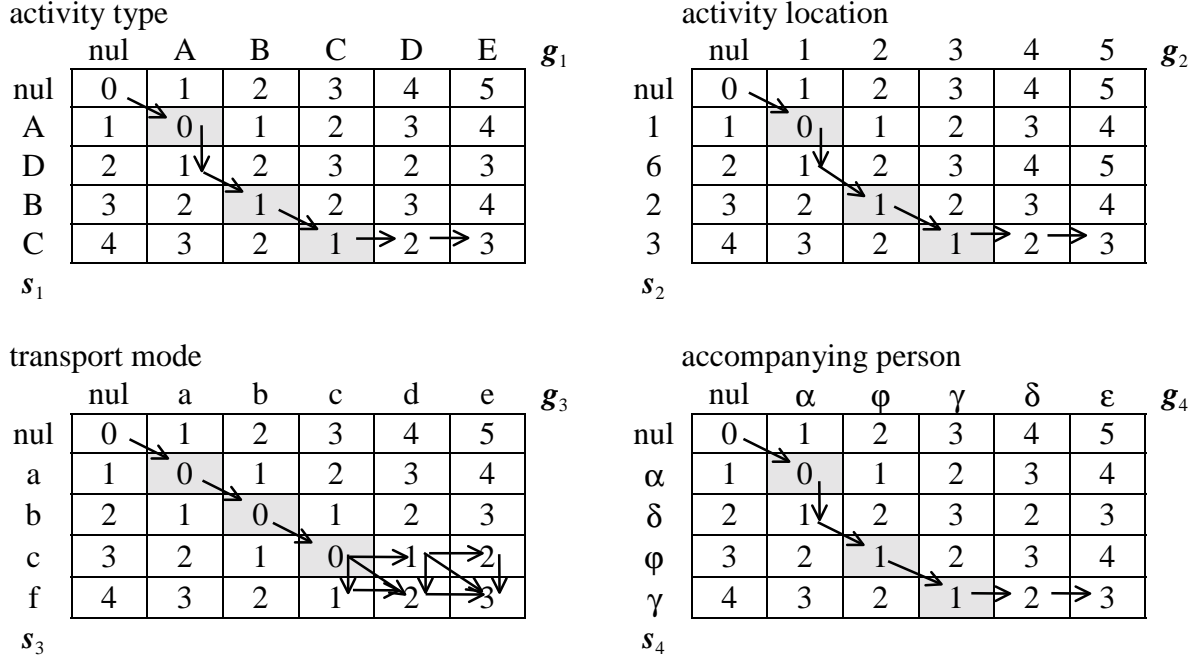 activity type
nul A B C D E g1
nul 0 1 2 3 4 5
A 1 0 1 2 3 4
D 2 1 2 3 2 3
B 3 2 1 2 3 4
C 4 3 2 1 2 3
s1
activity location
nul 1 2 3 4 5 g2
nul 0 1 2 3 4 5
1 1 0 1 2 3 4
6 2 1 2 3 4 5
2 3 2 1 2 3 4
3 4 3 2 1 2 3
s2
transport mode
nul a b c d e g3
nul 0 1 2 3 4 5
a 1 0 1 2 3 4
b 2 1 0 1 2 3
c 3 2 1 0 1 2
f 4 3 2 1 2 3
s3
accompanying person
nul α φ γ δ ε g4
nul 0 1 2 3 4 5
α 1 0 1 2 3 4
δ 2 1 2 3 2 3
φ 3 2 1 2 3 4
γ 4 3 2 1 2 3
s4